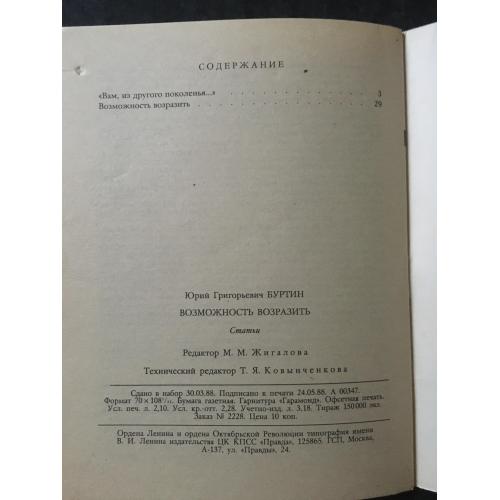 СОДЕРЖАНИЕ
«Вам, из другого поколенья...» . . . . . . . . . . . . . 3
Возможность возразить . . . . . . . . . . . . . . . 29
Юрий Григорьевич БУРТИН
ВОЗМОЖНОСТЬ ВОЗРАЗИТЬ
Статьи
Редактор М. М. Жигалова
Технический редактор Т. Я. Ковынченкова
Сдано в набор 30.03.88. Подписано к печати 24.05.88. А 00347.
Формат 70×108 1/32. Бумага газетная. Гарнитура «Гарамонд». Офсетная печать.
Усл. печ. л. 2,10. Усл. кр.-отт. 2,28. Учетно-изд. л. 3,18. Тираж 150 000 экз.
Заказ № 2228. Цена 10 коп.
Ордена Ленина и ордена Октябрьской Революции типография имени
В. И. Ленина издательства ЦК КПСС «Правда», 125865. ГСП, Москва,
А-137, ул. «Правды», 24.